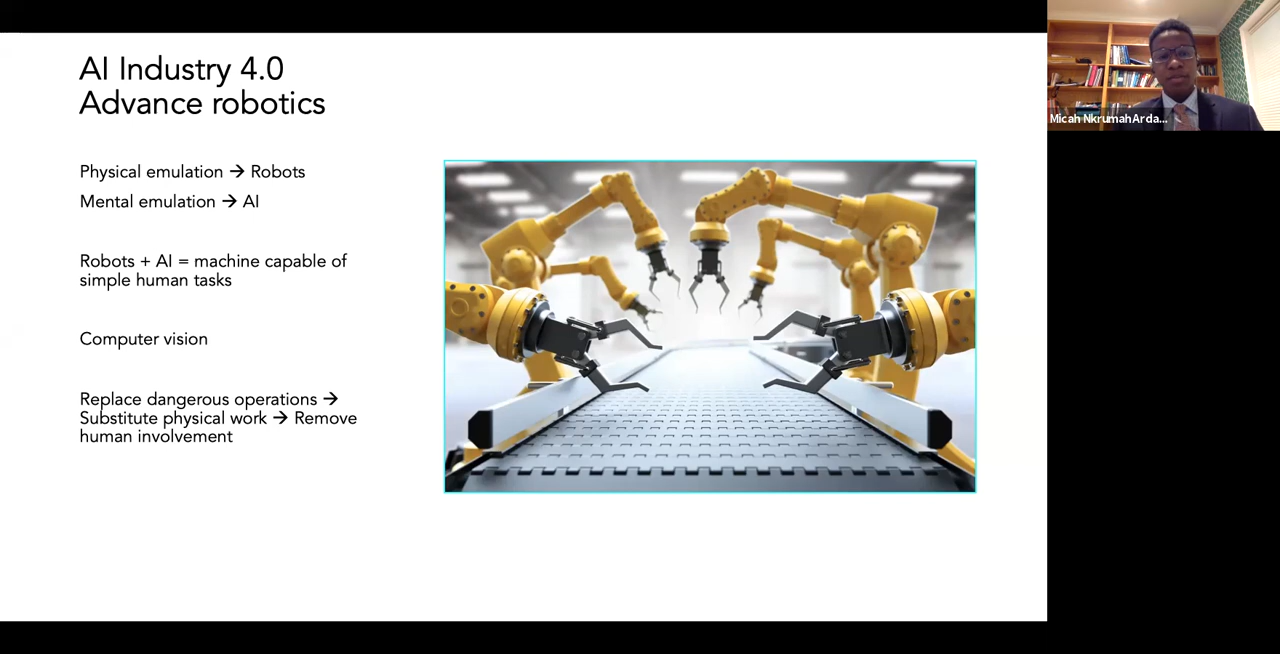 AI Industry 4.0
Advance robotics
Physical emulation → Robots
Mental emulation → AI
Robots + AI = machine capable of
simple human tasks
Computer vision
Replace dangerous operations →
Substitute physical work → Remove
human involvement
Micah NkrumahArda...